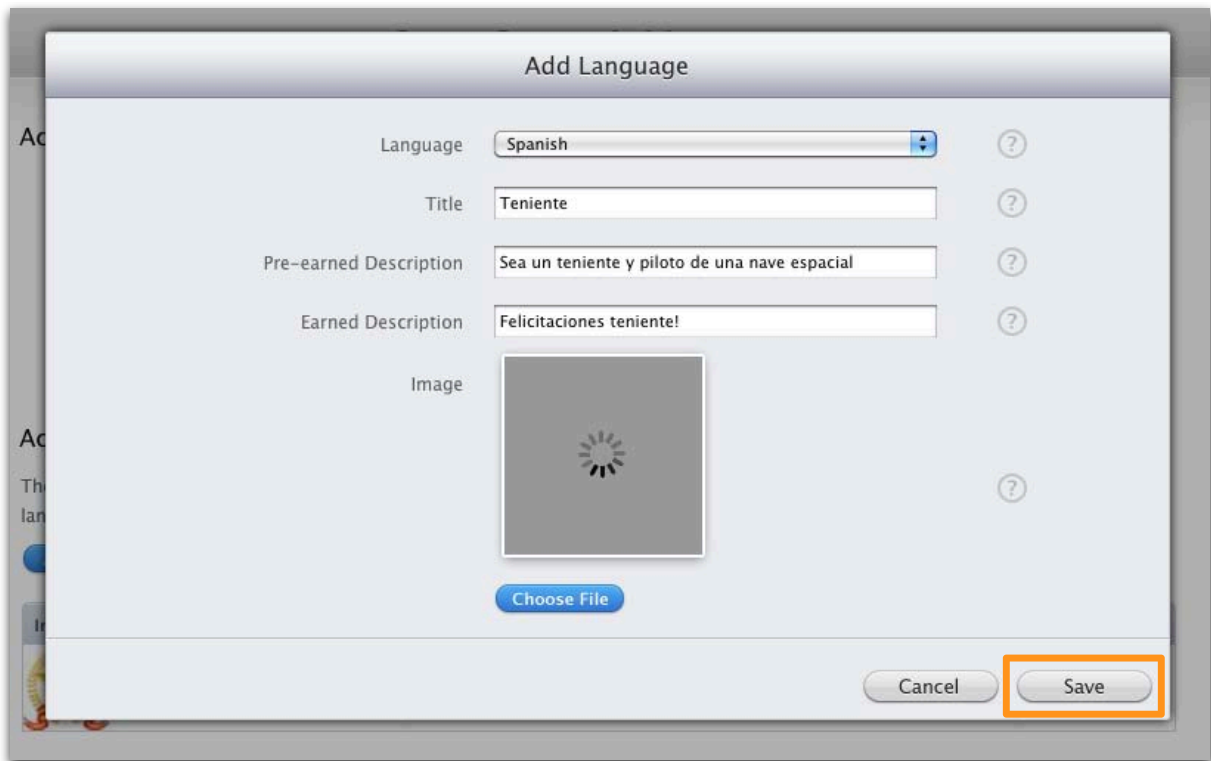 Add Language
Language Spanish ?
Title Teniente ?
Pre-earned Description Sea un teniente y piloto de una nave espacial ?
Earned Description Felicitaciones teniente! ?
Image
?
Choose File
Cancel Save